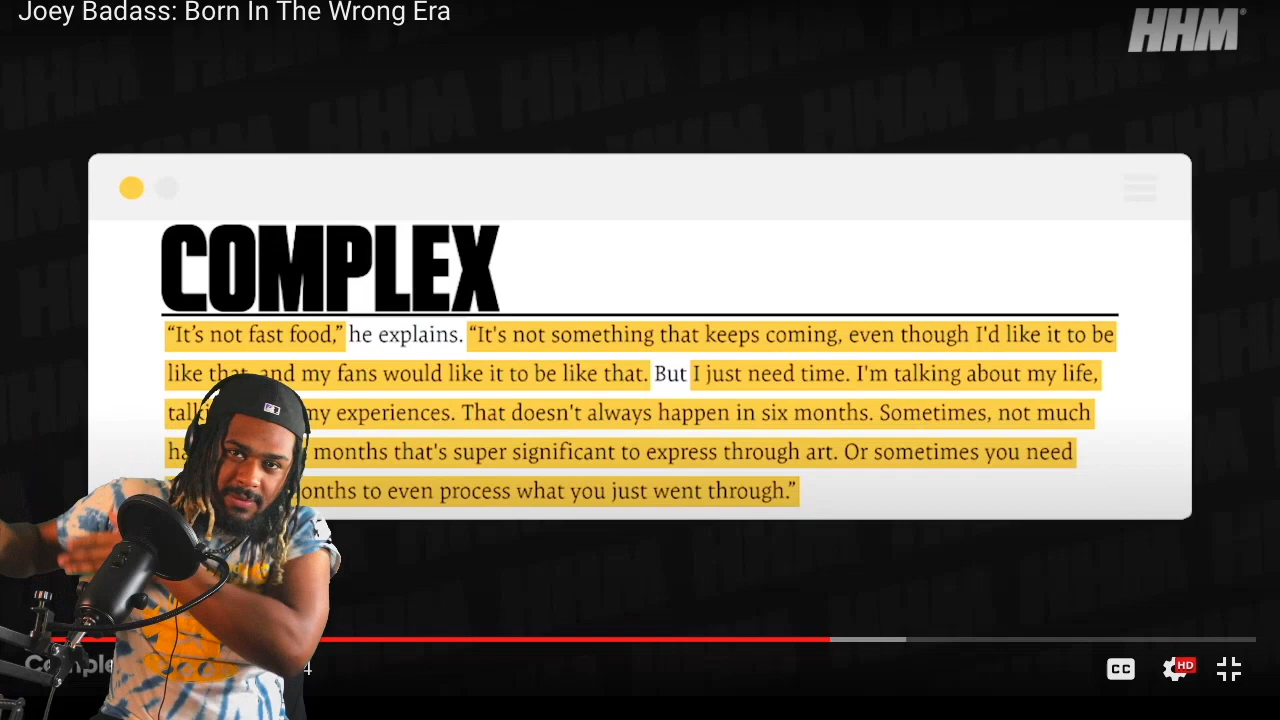 Joey Badass: Born In The Wrong Era
HHM
COMPLEX
“It’s not fast food,” he explains. “It's not something that keeps coming, even though I'd like it to be
like that and my fans would like it to be like that. But I just need time. I'm talking about my life,
my experiences. That doesn't always happen in six months. Sometimes, not much
months that's super significant to express through art. Or sometimes you need
to even process what you just went through.”
CC
HD